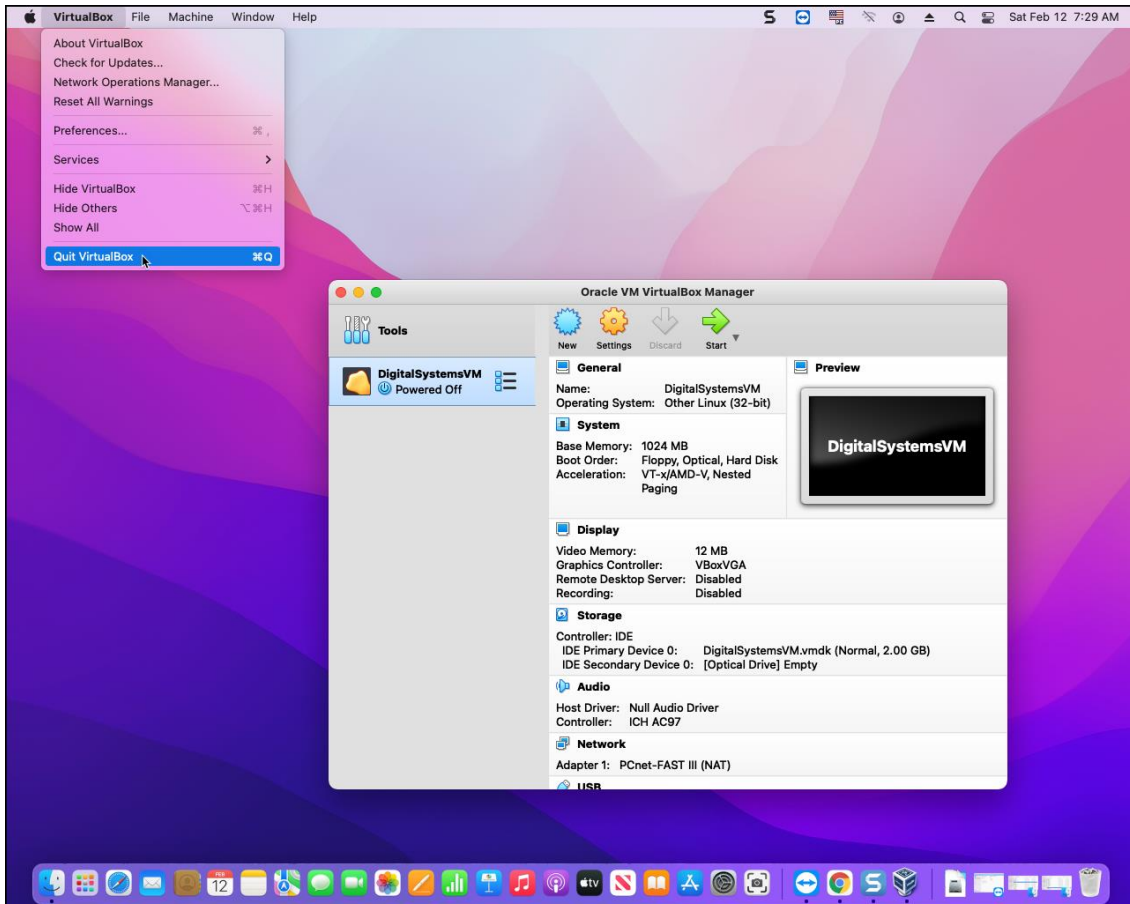 VirtualBox File Machine Window Help Sat Feb 12 7:29 AM
About VirtualBox
Check for Updates...
Network Operations Manager...
Reset All Warnings
Preferences... ⌘ ,
Services >
Hide VirtualBox ⌘H
Hide Others ⌥⌘H
Show All
Quit VirtualBox ⌘Q
Oracle VM VirtualBox Manager
Tools
New Settings Discard Start
DigitalSystemsVM
Powered Off
General
Name: DigitalSystemsVM
Operating System: Other Linux (32-bit)
Preview
DigitalSystemsVM
System
Base Memory: 1024 MB
Boot Order: Floppy, Optical, Hard Disk
Acceleration: VT-x/AMD-V, Nested
Paging
Display
Video Memory: 12 MB
Graphics Controller: VBoxVGA
Remote Desktop Server: Disabled
Recording: Disabled
Storage
Controller: IDE
IDE Primary Device 0: DigitalSystemsVM.vmdk (Normal, 2.00 GB)
IDE Secondary Device 0: [Optical Drive] Empty
Audio
Host Driver: Null Audio Driver
Controller: ICH AC97
Network
Adapter 1: PCnet-FAST III (NAT)
USB
FEB
12
tv